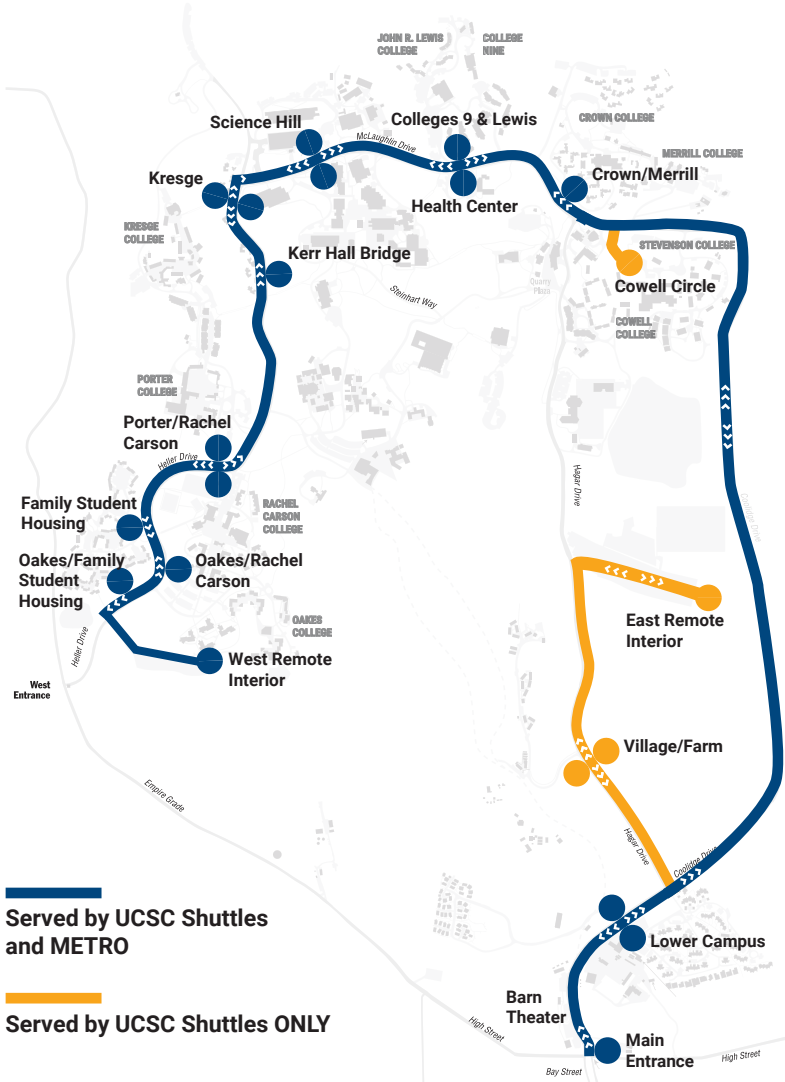 JOHN R. LEWIS
COLLEGE
COLLEGE
NINE
Science Hill
McLaughlin Drive
Colleges 9 & Lewis
CROWN COLLEGE
MERRILL COLLEGE
Kresge
Crown/Merrill
Health Center
KRESGE
COLLEGE
Kerr Hall Bridge
STEVENSON COLLEGE
Steinhart Way
Quarry
Plaza
Cowell Circle
COWELL
COLLEGE
PORTER
COLLEGE
Porter/Rachel
Carson
Heller Drive
Hagar Drive
Coolidge Drive
Family Student
Housing
RACHEL
CARSON
COLLEGE
Oakes/Family
Student
Housing
Oakes/Rachel
Carson
East Remote
Interior
OAKES
COLLEGE
Heller Drive
West Remote
Interior
West
Entrance
Village/Farm
Empire Grade
Hagar Drive
Coolidge Drive
Served by UCSC Shuttles
and METRO
Lower Campus
Served by UCSC Shuttles ONLY
Barn
Theater
High Street
Main
Entrance
High Street
Bay Street